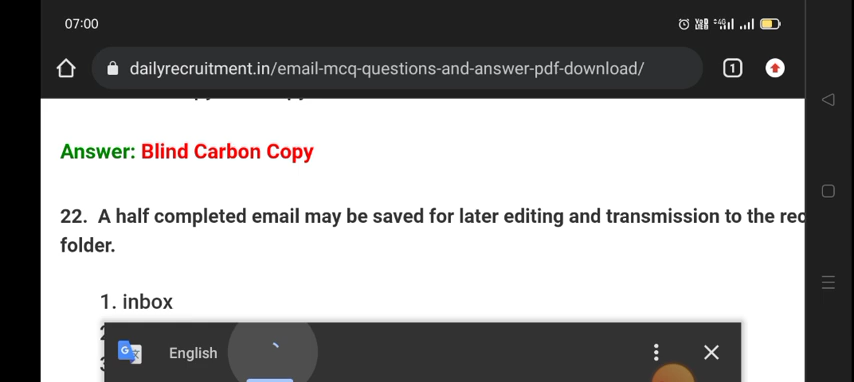 07:00
dailyrecruitment.in/email-mcq-questions-and-answer-pdf-download/
1
Answer: Blind Carbon Copy
22. A half completed email may be saved for later editing and transmission to the rec
folder.
1. inbox
English